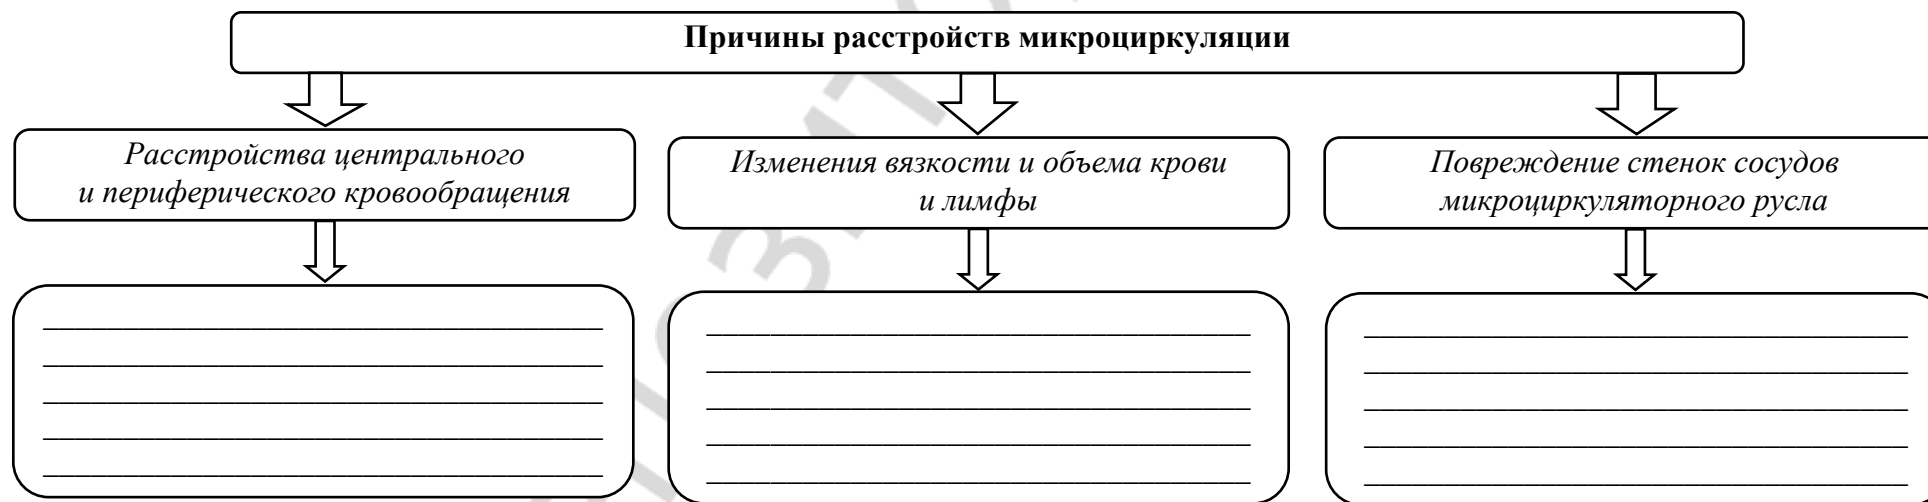 Причины расстройств микроциркуляции
Расстройства центрального
и периферического кровообращения
Изменения вязкости и объема крови
и лимфы
Повреждение стенок сосудов
микроциркуляторного русла